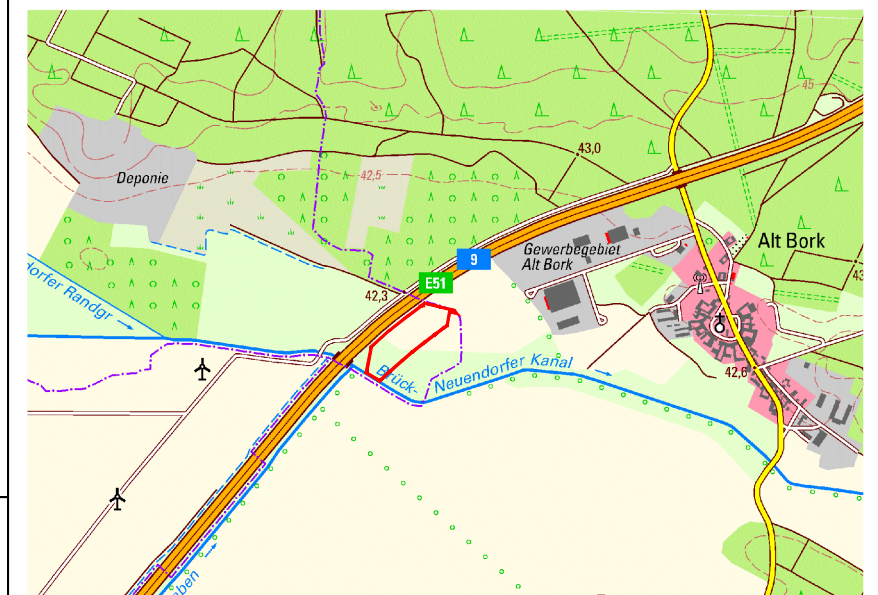 45
43,0
Deponie
42,5
Gewerbegebiet
Alt Bork
Alt Bork
9
E51
43
42,3
dorfer Randgr
Brück-
Neuendorfer Kanal
42,6
aben